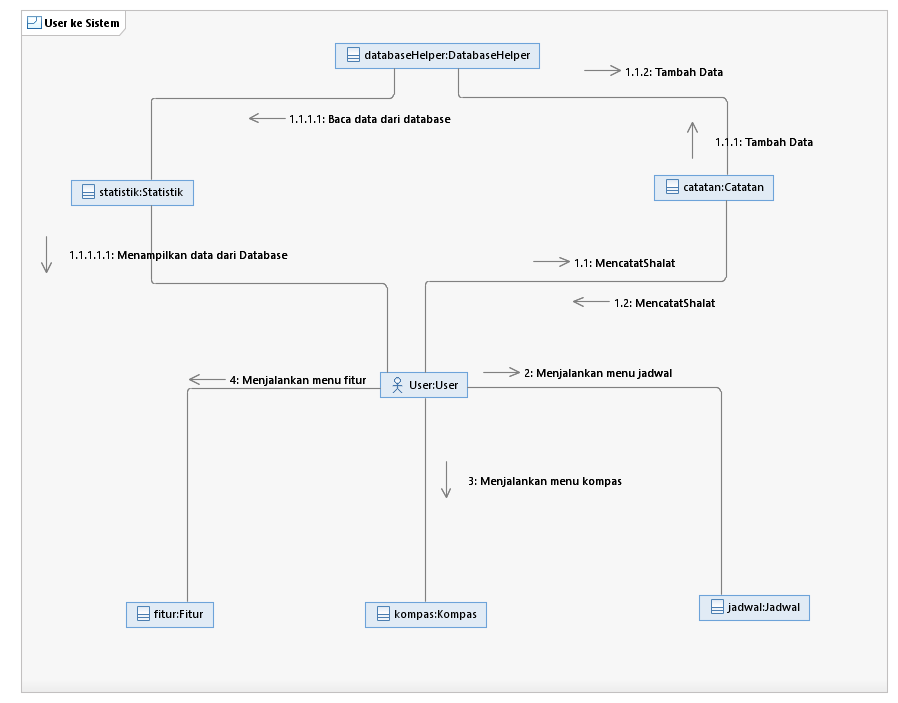 User ke Sistem
databaseHelper:DatabaseHelper
1.1.2: Tambah Data
1.1.1.1: Baca data dari database
1.1.1: Tambah Data
statistik:Statistik
catatan:Catatan
1.1.1.1.1: Menampilkan data dari Database
1.1: MencatatShalat
1.2: MencatatShalat
4: Menjalankan menu fitur
User:User
2: Menjalankan menu jadwal
3: Menjalankan menu kompas
fitur:Fitur
kompas:Kompas
jadwal:Jadwal